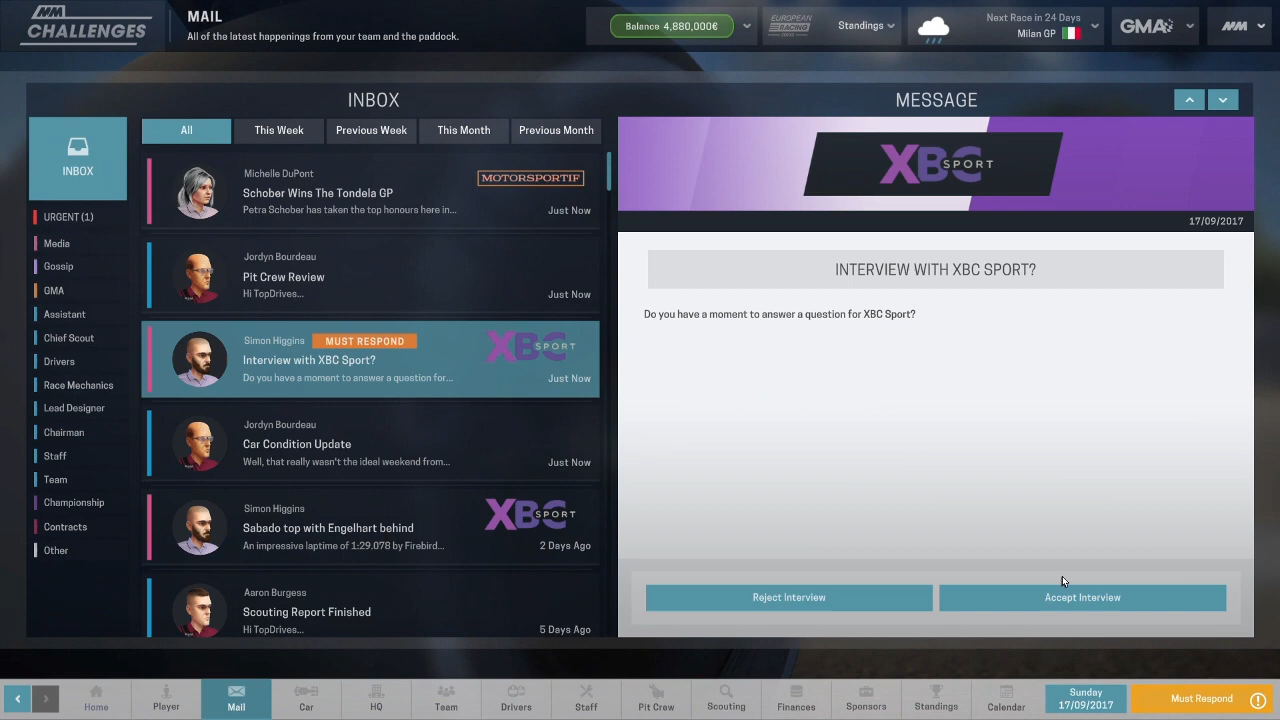 MM
CHALLENGES
MAIL
All of the latest happenings from your team and the paddock.
Balance 4,880,000€
EUROPEAN
RACING
SERIES
Standings
Next Race in 24 Days
Milan GP
GMA
MM
INBOX
INBOX
URGENT (1)
Media
Gossip
GMA
Assistant
Chief Scout
Drivers
Race Mechanics
Lead Designer
Chairman
Staff
Team
Championship
Contracts
Other
All
This Week
Previous Week
This Month
Previous Month
Michelle DuPont
Schober Wins The Tondela GP
Petra Schober has taken the top honours here in...
MOTORSPORTIF
Just Now
Jordyn Bourdeau
Pit Crew Review
Hi TopDrives...
Just Now
Simon Higgins
MUST RESPOND
Interview with XBC Sport?
Do you have a moment to answer a question for...
XBC SPORT
Just Now
Jordyn Bourdeau
Car Condition Update
Well, that really wasn't the ideal weekend from...
Just Now
Simon Higgins
Sabado top with Engelhart behind
An impressive laptime of 1:29.078 by Firebird...
XBC SPORT
2 Days Ago
Aaron Burgess
Scouting Report Finished
Hi TopDrives...
5 Days Ago
MESSAGE
XBC SPORT
17/09/2017
INTERVIEW WITH XBC SPORT?
Do you have a moment to answer a question for XBC Sport?
Reject Interview
Accept Interview
Home
Player
Mail
Car
HQ
Team
Drivers
Staff
Pit Crew
Scouting
Finances
Sponsors
Standings
Calendar
Sunday
17/09/2017
Must Respond